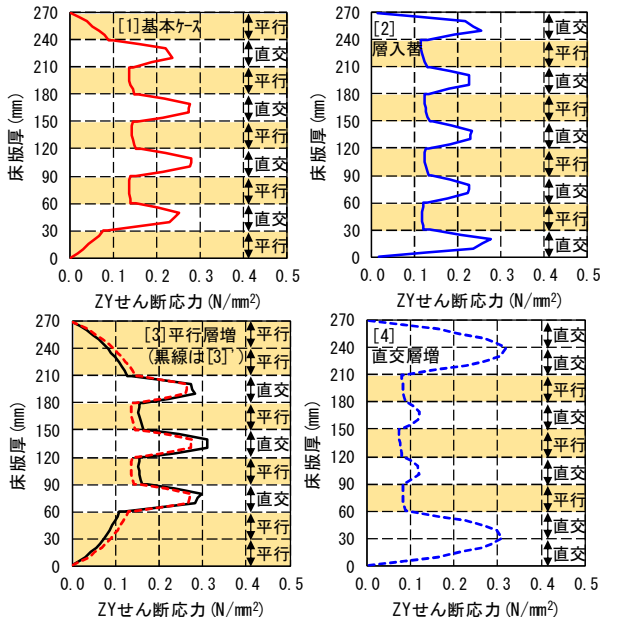 [1]基本ケース
270
240
210
180
150
120
90
60
30
0
床版厚(mm)
平行
直交
平行
直交
平行
直交
平行
直交
平行
0.0 0.1 0.2 0.3 0.4 0.5
ZYせん断応力(N/mm²)
[2]
層入替
270
240
210
180
150
120
90
60
30
0
床版厚(mm)
直交
平行
直交
平行
直交
平行
直交
平行
直交
0.0 0.1 0.2 0.3 0.4 0.5
ZYせん断応力(N/mm²)
[3]平行層増
(黒線は[3]')
270
240
210
180
150
120
90
60
30
0
床版厚(mm)
平行
平行
直交
平行
直交
平行
直交
平行
平行
0.0 0.1 0.2 0.3 0.4 0.5
ZYせん断応力(N/mm²)
[4]
直交層増
270
240
210
180
150
120
90
60
30
0
床版厚(mm)
直交
直交
平行
直交
平行
直交
平行
直交
直交
0.0 0.1 0.2 0.3 0.4 0.5
ZYせん断応力(N/mm²)